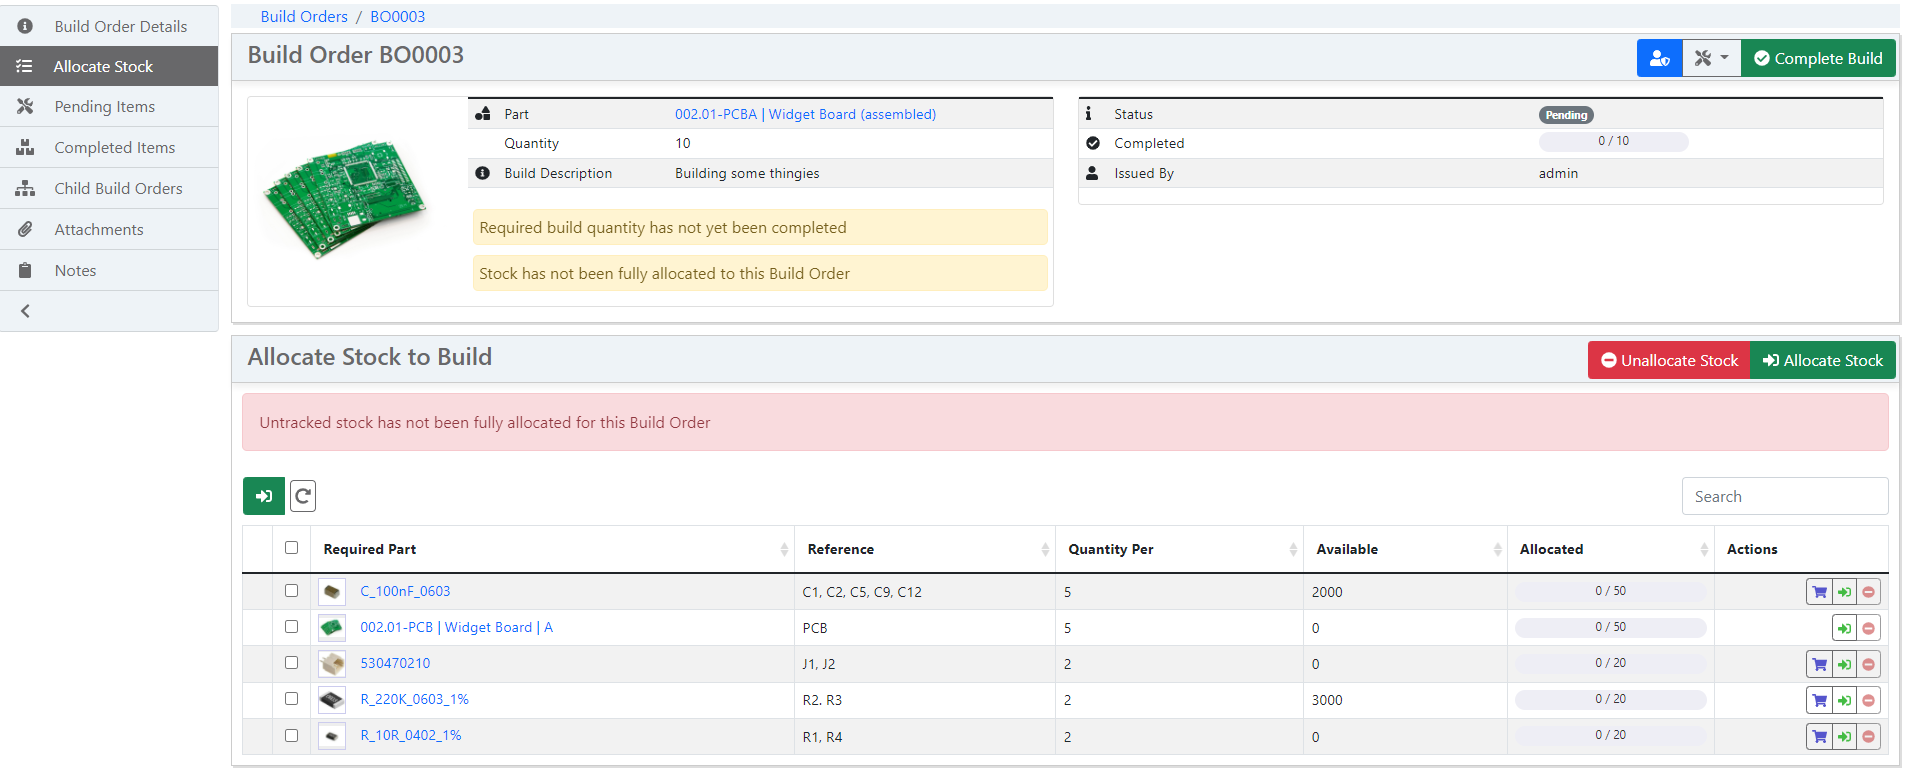 Build Order Details
Allocate Stock
Pending Items
Completed Items
Child Build Orders
Attachments
Notes
Build Orders / BO0003
Build Order BO0003
Complete Build
Part 002.01-PCBA | Widget Board (assembled)
Quantity 10
Build Description Building some thingies
Required build quantity has not yet been completed
Stock has not been fully allocated to this Build Order
Status Pending
Completed 0 / 10
Issued By admin
Allocate Stock to Build
Unallocate Stock Allocate Stock
Untracked stock has not been fully allocated for this Build Order
Search
Required Part Reference Quantity Per Available Allocated Actions
C_100nF_0603 C1, C2, C5, C9, C12 5 2000 0 / 50
002.01-PCB | Widget Board | A PCB 5 0 0 / 50
530470210 J1, J2 2 0 0 / 20
R_220K_0603_1% R2. R3 2 3000 0 / 20
R_10R_0402_1% R1, R4 2 0 0 / 20